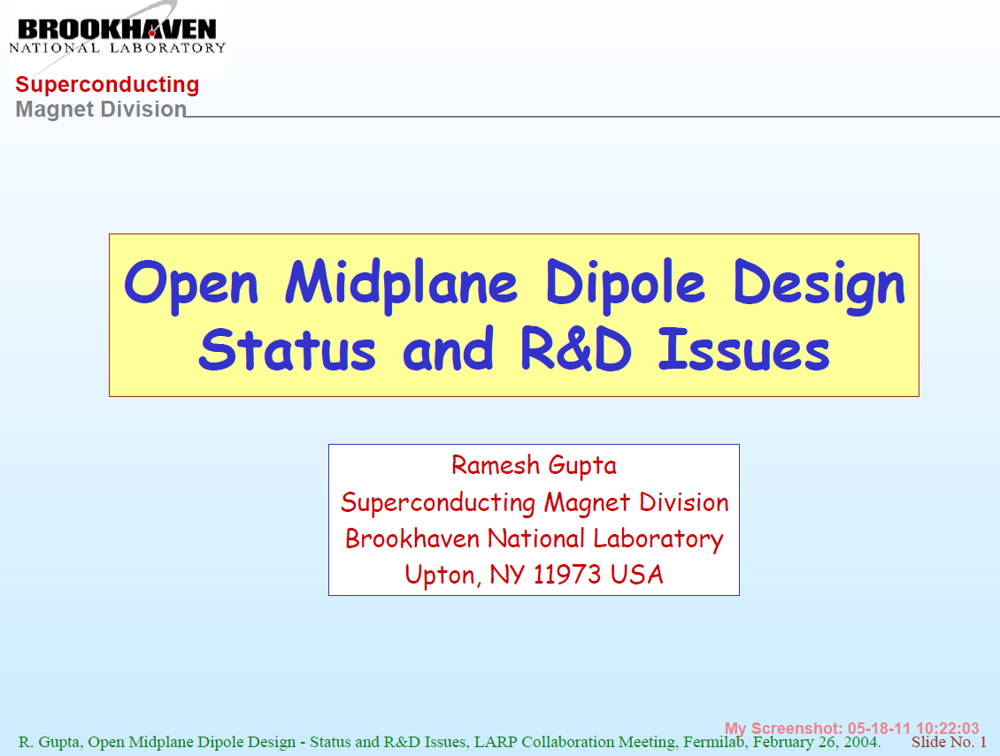 BROOKHAVEN
NATIONAL LABORATORY
Superconducting
Magnet Division
Open Midplane Dipole Design
Status and R&D Issues
Ramesh Gupta
Superconducting Magnet Division
Brookhaven National Laboratory
Upton, NY 11973 USA
My Screenshot: 05-18-11 10:22:03
R. Gupta, Open Midplane Dipole Design - Status and R&D Issues, LARP Collaboration Meeting, Fermilab, February 26, 2004. Slide No. 1